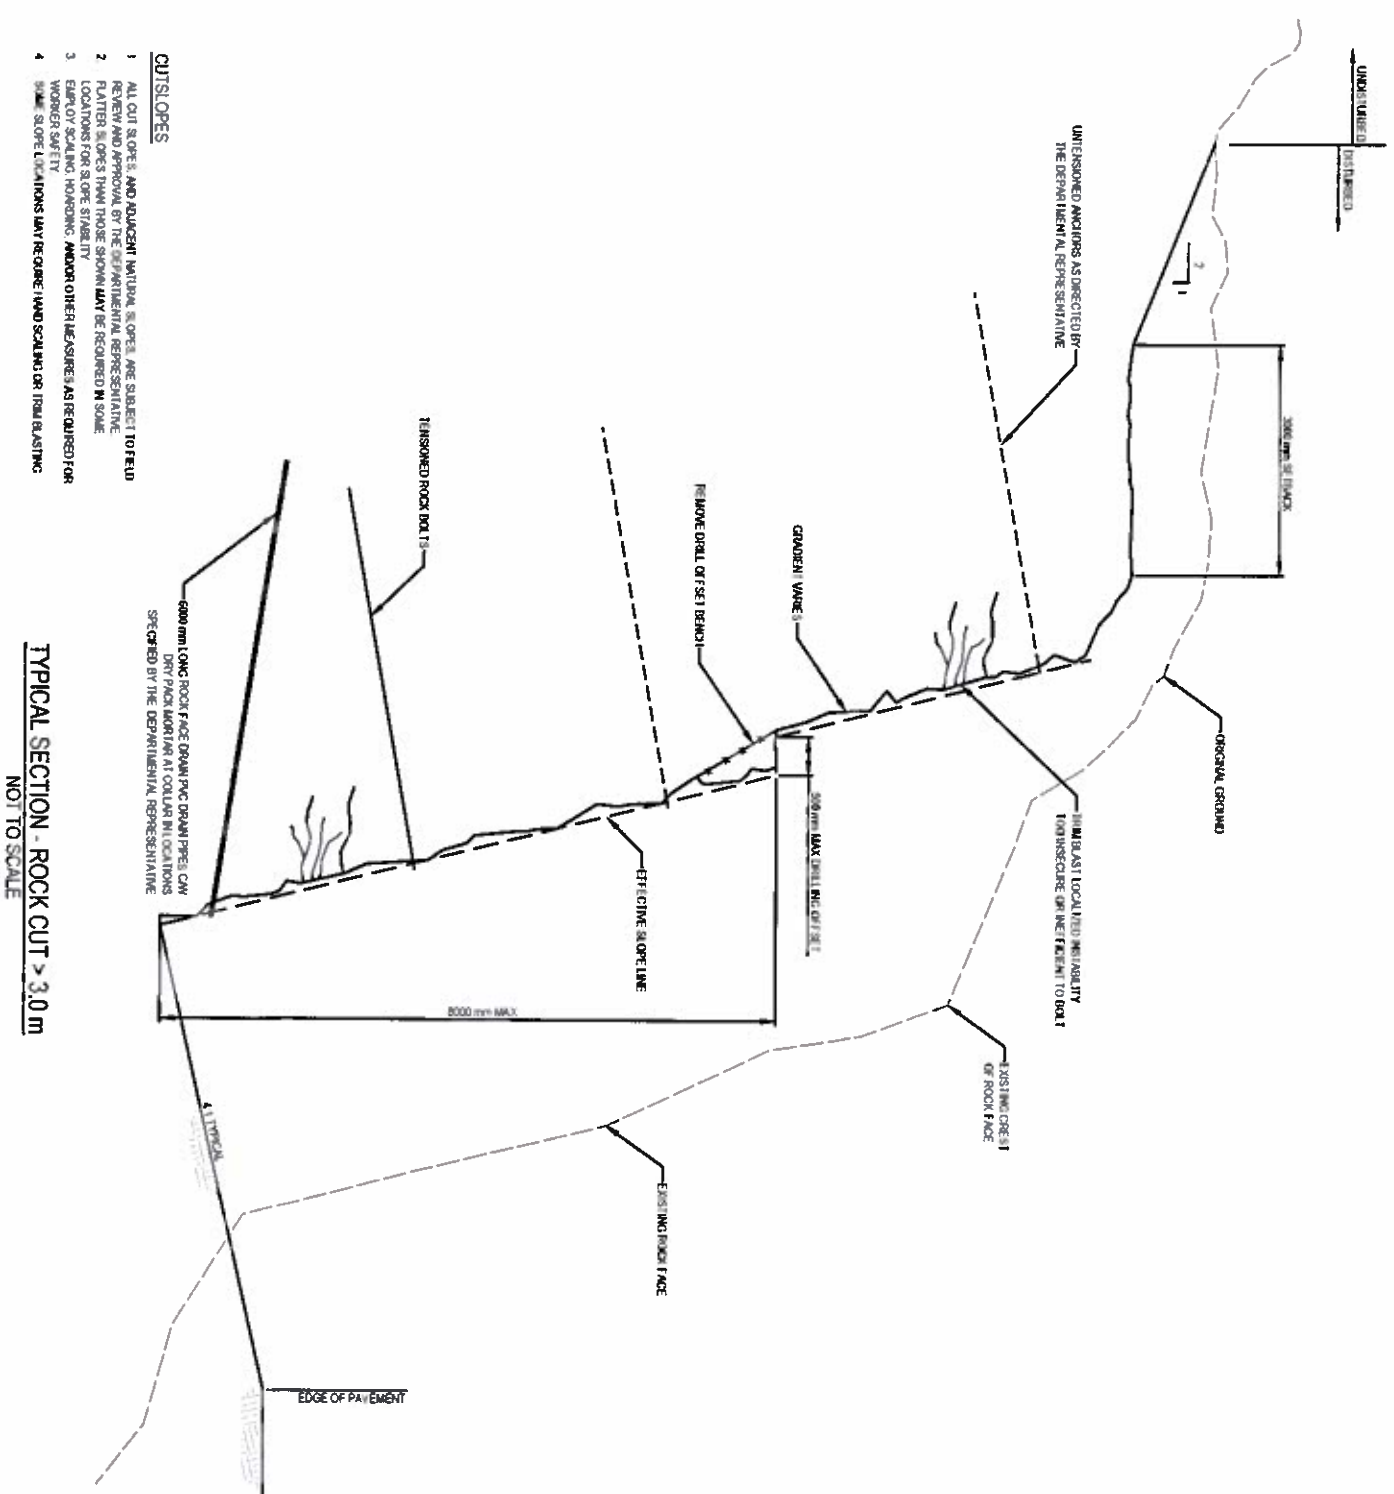 UNDISTURBED
DISTURBED
3000 mm SETBACK
2
1
UNTENSIONED ANCHORS AS DIRECTED BY
THE DEPARTMENTAL REPRESENTATIVE
ORIGINAL GROUND
TRIM BLAST LOCALIZED INSTABILITY
TOO INSECURE OR INEFFICIENT TO BOLT
GRADIENT VARIES
REMOVE DRILL OFFSET BENCH
500 mm MAX DRILLING OFFSET
EXISTING CREST
OF ROCK FACE
EFFECTIVE SLOPE LINE
EXISTING ROCK FACE
8000 mm MAX
TENSIONED ROCK BOLTS
6000 mm LONG ROCK FACE DRAIN PVC DRAIN PIPES C/W
DRY PACK MORTAR AT COLLAR IN LOCATIONS
SPECIFIED BY THE DEPARTMENTAL REPRESENTATIVE
4:1 TYPICAL
EDGE OF PAVEMENT
CUTSLOPES
1 ALL CUT SLOPES, AND ADJACENT NATURAL SLOPES, ARE SUBJECT TO FIELD
REVIEW AND APPROVAL BY THE DEPARTMENTAL REPRESENTATIVE
2 FLATTER SLOPES THAN THOSE SHOWN MAY BE REQUIRED IN SOME
LOCATIONS FOR SLOPE STABILITY
3 EMPLOY SCALING, HOARDING, AND/OR OTHER MEASURES AS REQUIRED FOR
WORKER SAFETY
4 SOME SLOPE LOCATIONS MAY REQUIRE HAND SCALING OR TRIM BLASTING
TYPICAL SECTION - ROCK CUT > 3.0 m
NOT TO SCALE